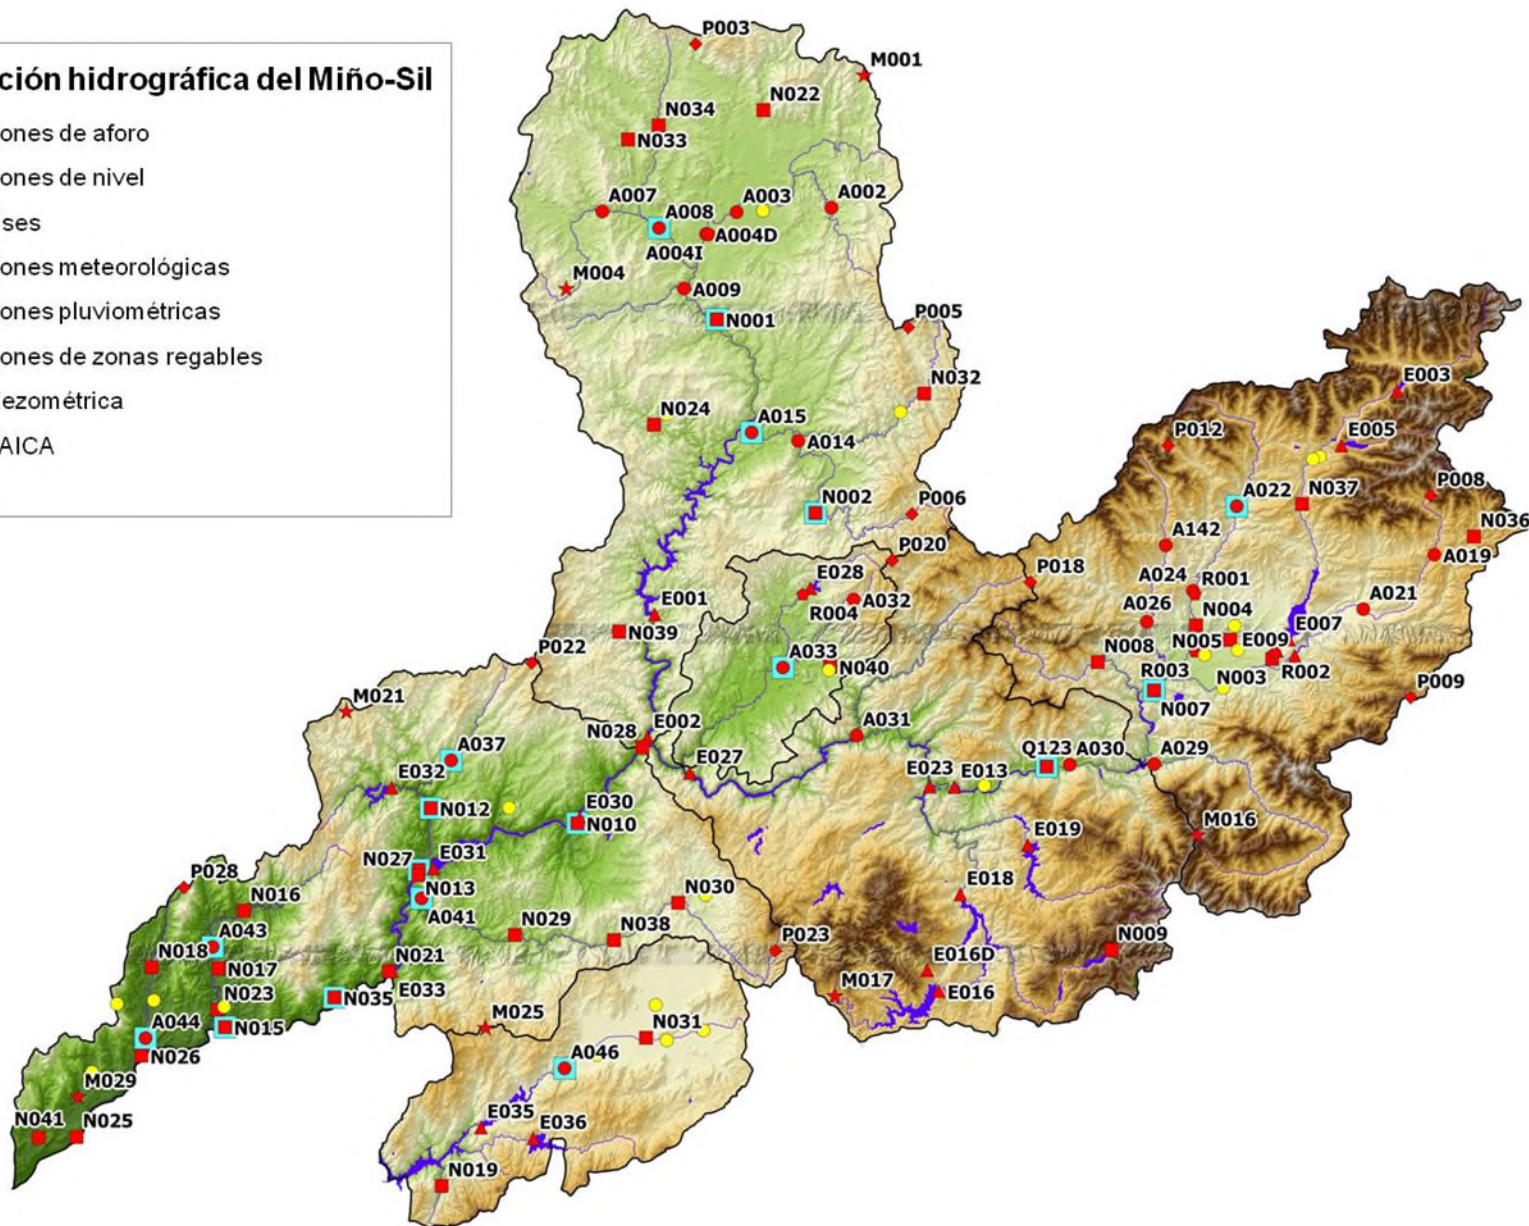 ción hidrográfica del Miño-Sil
ones de aforo
ones de nivel
ses
ones meteorológicas
ones pluviométricas
ones de zonas regables
ezométrica
AICA
P003
M001
N022
N034
N033
A007
A003
A002
A008
A004D
A004I
M004
A009
N001
P005
N032
E003
N024
A015
A014
E005
P012
N002
P006
A022
N037
P008
N036
A142
A019
P020
P018
E028
A024
R001
A032
E001
R004
A026
N004
A021
N039
E007
P022
A033
N040
N008
N005
E009
R003
N003
R002
P009
M021
N007
A031
N028
E002
A037
E027
Q123
A030
A029
E032
E023
E013
N012
E030
N010
M016
E019
N027
E031
P028
N013
N030
E018
N016
A041
A043
N029
N038
P023
N009
N018
N017
N021
E016D
N023
E033
M017
E016
N035
A044
N015
M025
N031
N026
A046
M029
E035
E036
N041
N025
N019